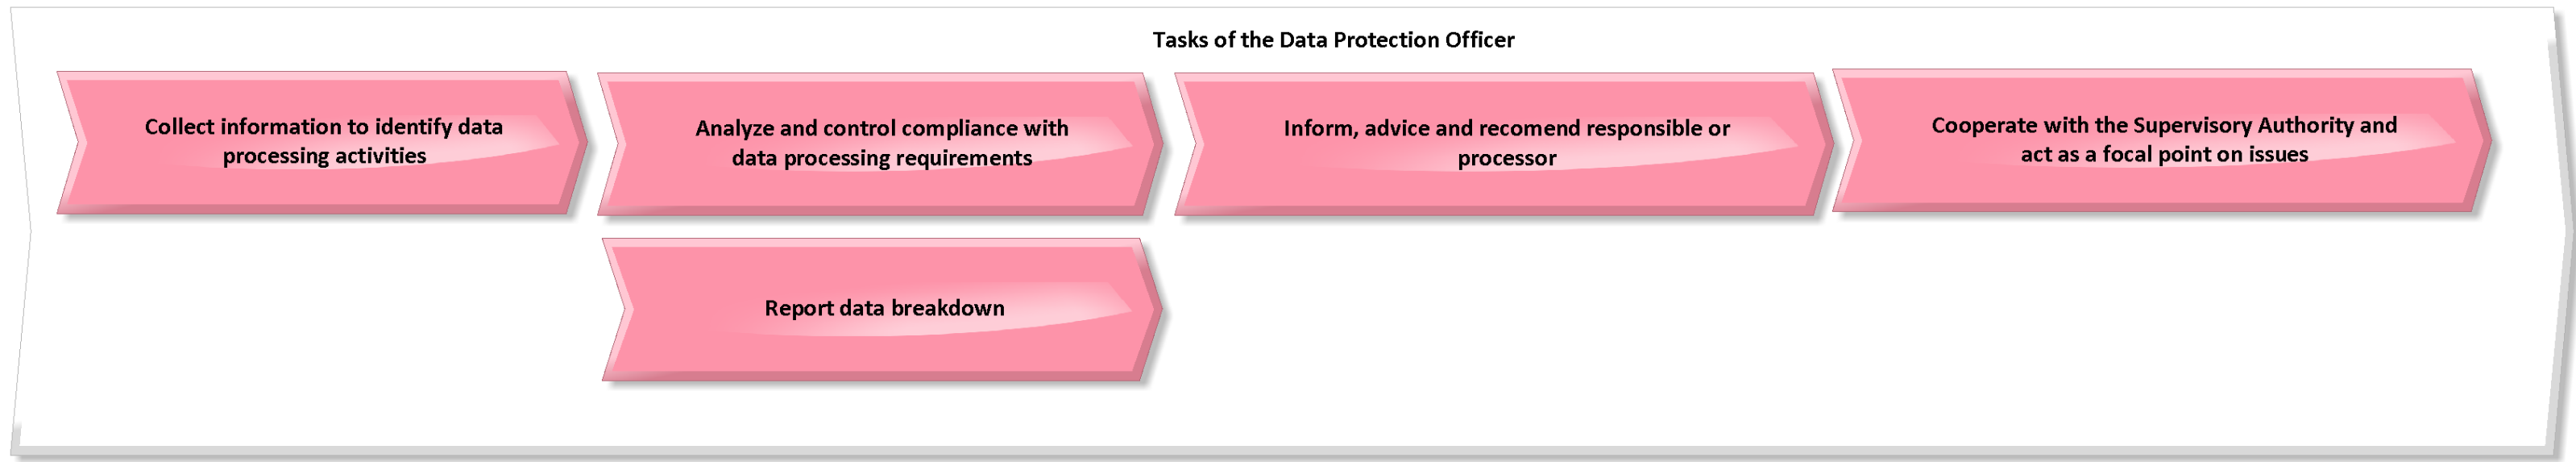 Tasks of the Data Protection Officer
Collect information to identify data
processing activities
Analyze and control compliance with
data processing requirements
Inform, advice and recomend responsible or
processor
Cooperate with the Supervisory Authority and
act as a focal point on issues
Report data breakdown